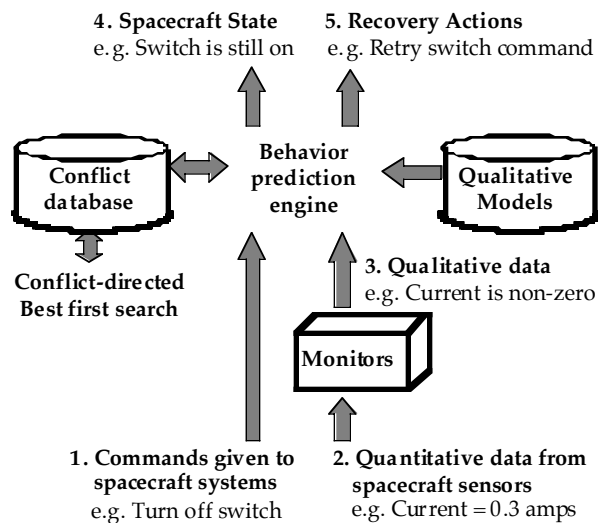 4. Spacecraft State
e.g. Switch is still on
5. Recovery Actions
e.g. Retry switch command
Conflict
database
Behavior
prediction
engine
Qualitative
Models
Conflict-directed
Best first search
3. Qualitative data
e.g. Current is non-zero
Monitors
1. Commands given to
spacecraft systems
e.g. Turn off switch
2. Quantitative data from
spacecraft sensors
e.g. Current = 0.3 amps